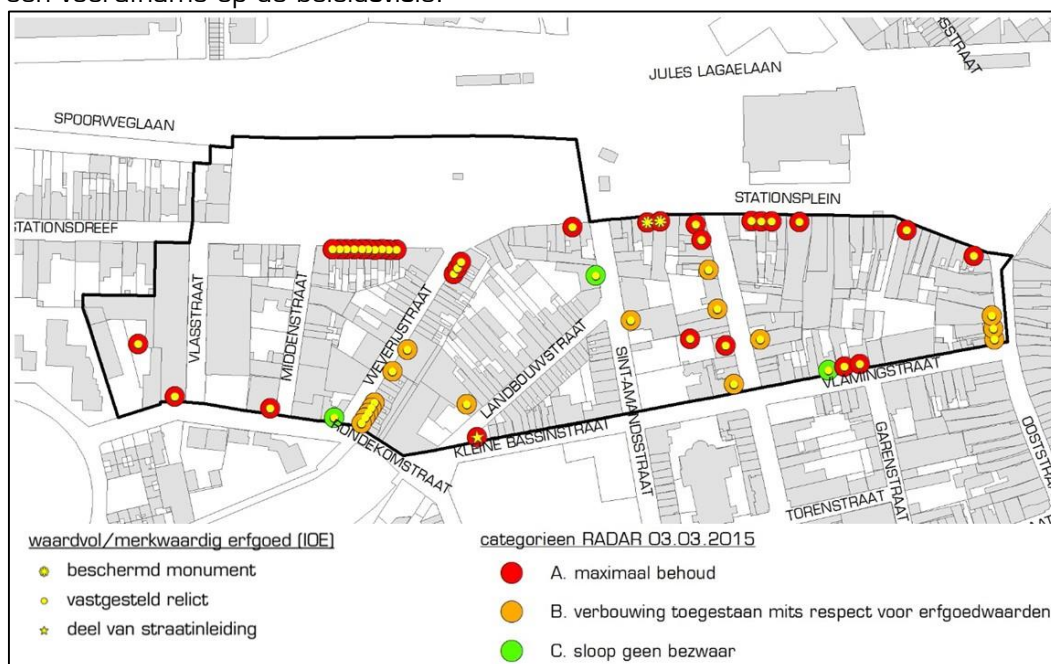 JULES LAGAELAAN
SPOORWEGLAAN
STATIONSPLEIN
STATIONSDREEF
VLASSTRAAT
MIDDENSTRAAT
WEVERIJSTRAAT
LANDBOUWSTRAAT
SINT-AMANDSSTRAAT
VLAMINGSTRAAT
RONDEKOMSTRAAT
KLEINE BASSINSTRAAT
GARENSTRAAT
TORENSTRAAT
OOSTSTRA
waardvol/merkwaardig erfgoed (IOE)
beschermd monument
vastgesteld relict
deel van straatinleiding
categorieen RADAR 03.03.2015
A. maximaal behoud
B. verbouwing toegestaan mits respect voor erfgoedwaarden
C. sloop geen bezwaar